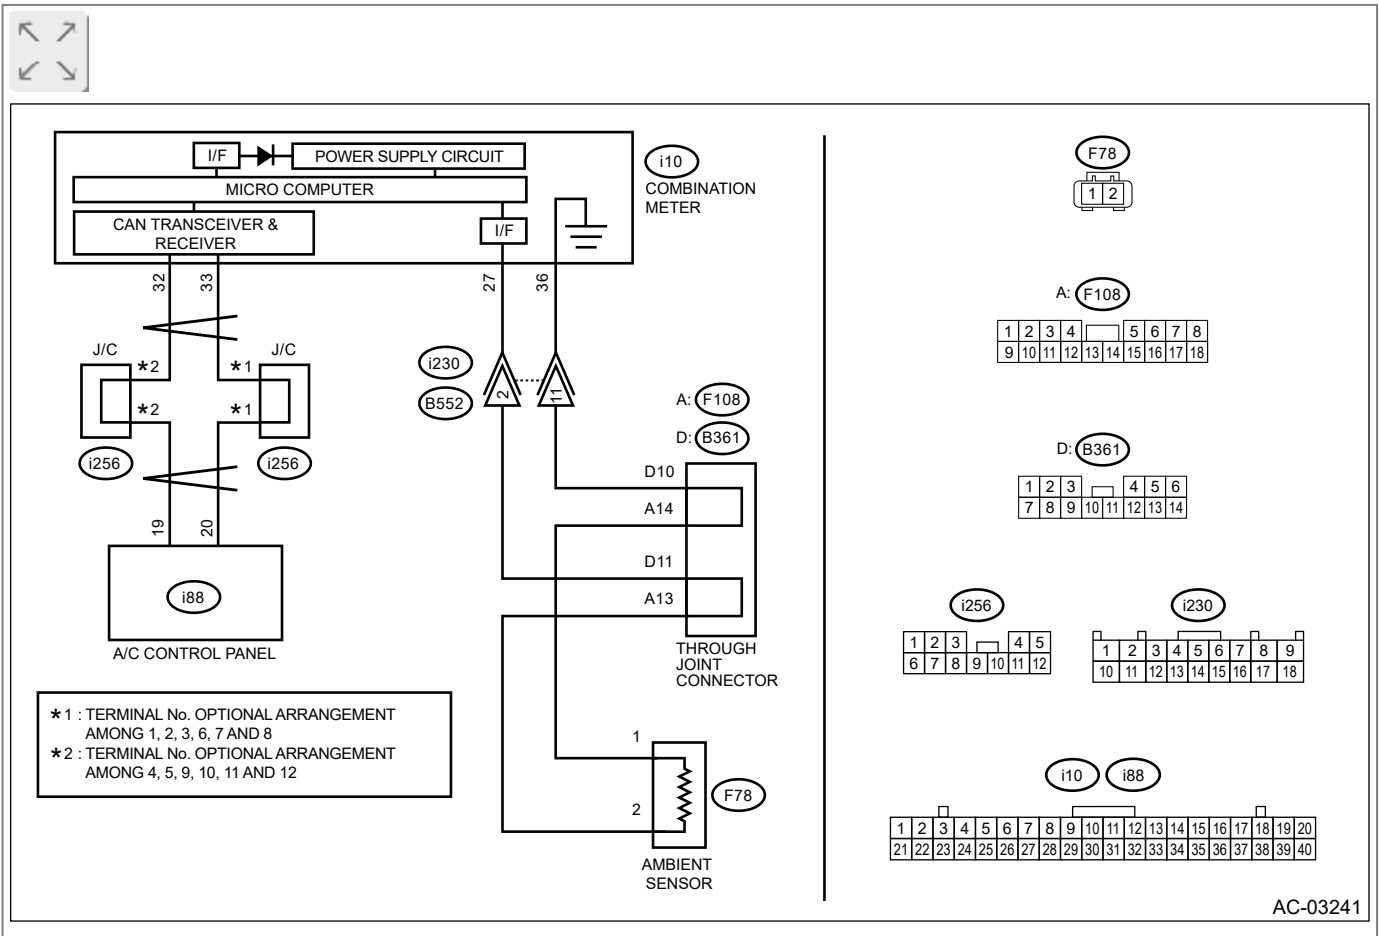 I/F
POWER SUPPLY CIRCUIT
MICRO COMPUTER
CAN TRANSCEIVER &
RECEIVER
I/F
i10
COMBINATION
METER
32
33
27
36
J/C
J/C
*2
*1
*2
*1
i256
i256
19
20
i88
A/C CONTROL PANEL
i230
B552
2
11
A: F108
D: B361
D10
A14
D11
A13
THROUGH
JOINT
CONNECTOR
*1 : TERMINAL No. OPTIONAL ARRANGEMENT
AMONG 1, 2, 3, 6, 7 AND 8
*2 : TERMINAL No. OPTIONAL ARRANGEMENT
AMONG 4, 5, 9, 10, 11 AND 12
1
2
F78
AMBIENT
SENSOR
F78
1 2
A: F108
1 2 3 4 5 6 7 8
9 10 11 12 13 14 15 16 17 18
D: B361
1 2 3 4 5 6
7 8 9 10 11 12 13 14
i256
1 2 3 4 5
6 7 8 9 10 11 12
i230
1 2 3 4 5 6 7 8 9
10 11 12 13 14 15 16 17 18
i10 i88
1 2 3 4 5 6 7 8 9 10 11 12 13 14 15 16 17 18 19 20
21 22 23 24 25 26 27 28 29 30 31 32 33 34 35 36 37 38 39 40
AC-03241